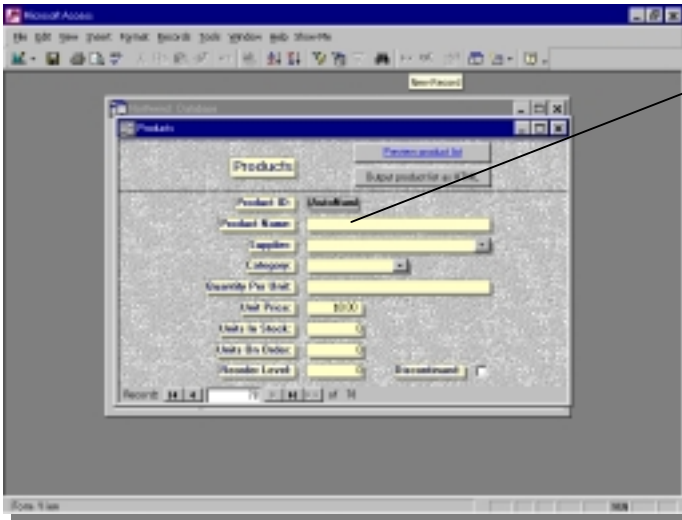 Microsoft Access
File Edit View Insert Format Records Tools Window Help Show Me
New Record
Northwind : Database
Products
Products
Preview product list
Output product list as HTML
Product ID: (AutoNum)
Product Name:
Supplier:
Category:
Quantity Per Unit:
Unit Price: $0.00
Units In Stock: 0
Units On Order: 0
Reorder Level: 0 Discontinued:
Record: of 78
Form View NUM